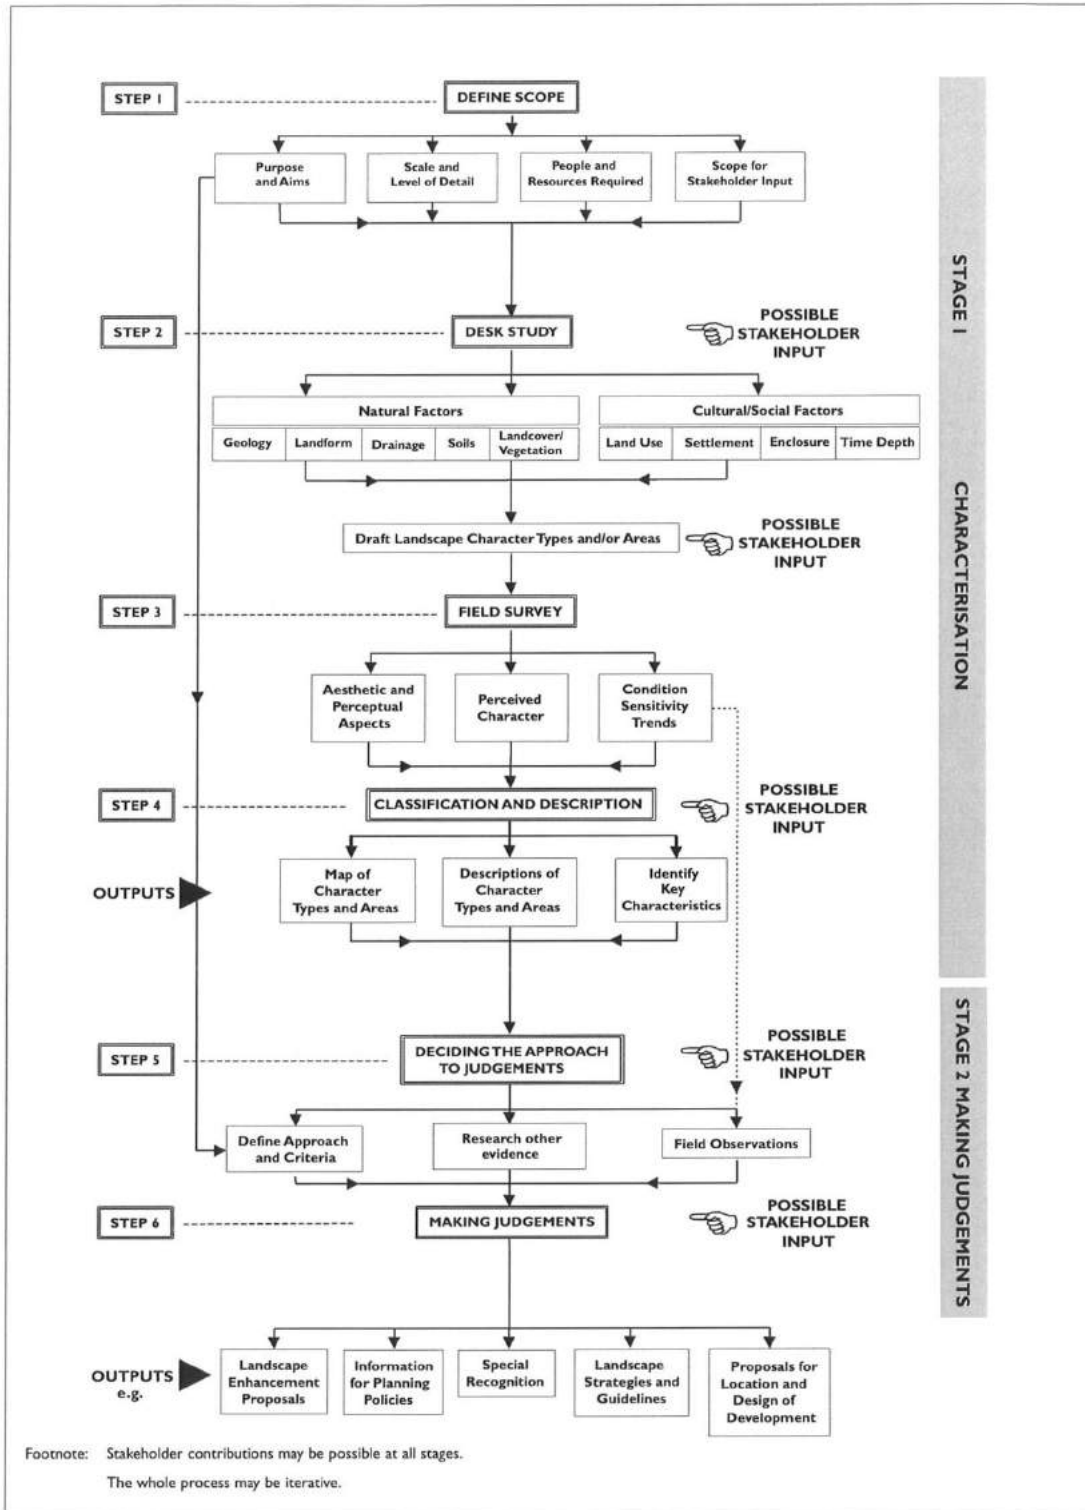 STEP 1
DEFINE SCOPE
Purpose
and Aims
Scale and
Level of Detail
People and
Resources Required
Scope for
Stakeholder Input
STEP 2
DESK STUDY
POSSIBLE
STAKEHOLDER
INPUT
Natural Factors
Geology
Landform
Drainage
Soils
Landcover/
Vegetation
Cultural/Social Factors
Land Use
Settlement
Enclosure
Time Depth
Draft Landscape Character Types and/or Areas
POSSIBLE
STAKEHOLDER
INPUT
STEP 3
FIELD SURVEY
Aesthetic and
Perceptual
Aspects
Perceived
Character
Condition
Sensitivity
Trends
STEP 4
CLASSIFICATION AND DESCRIPTION
POSSIBLE
STAKEHOLDER
INPUT
OUTPUTS
Map of
Character
Types and Areas
Descriptions of
Character
Types and Areas
Identify
Key
Characteristics
STAGE 1 CHARACTERISATION
STEP 5
DECIDING THE APPROACH
TO JUDGEMENTS
POSSIBLE
STAKEHOLDER
INPUT
Define Approach
and Criteria
Research other
evidence
Field Observations
STEP 6
MAKING JUDGEMENTS
POSSIBLE
STAKEHOLDER
INPUT
STAGE 2 MAKING JUDGEMENTS
OUTPUTS
e.g.
Landscape
Enhancement
Proposals
Information
for Planning
Policies
Special
Recognition
Landscape
Strategies and
Guidelines
Proposals for
Location and
Design of
Development
Footnote: Stakeholder contributions may be possible at all stages.
The whole process may be iterative.